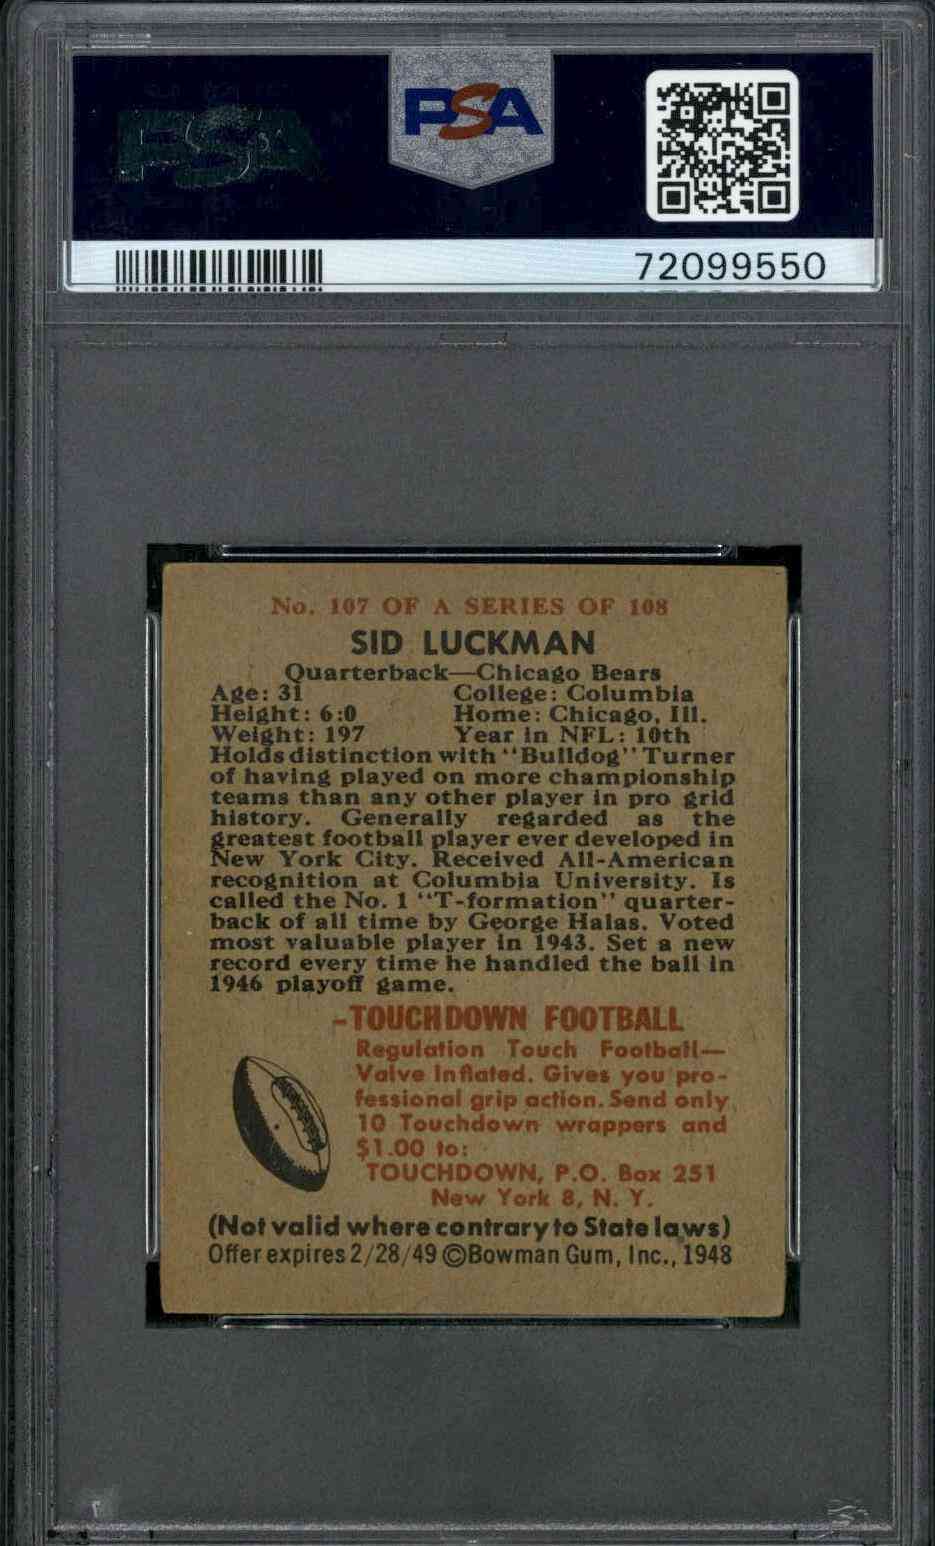 PSA
PSA
72099550
No. 107 OF A SERIES OF 108
SID LUCKMAN
Quarterback—Chicago Bears
Age: 31 College: Columbia
Height: 6:0 Home: Chicago, Ill.
Weight: 197 Year in NFL: 10th
Holds distinction with "Bulldog" Turner
of having played on more championship
teams than any other player in pro grid
history. Generally regarded as the
greatest football player ever developed in
New York City. Received All-American
recognition at Columbia University. Is
called the No. 1 "T-formation" quarter-
back of all time by George Halas. Voted
most valuable player in 1943. Set a new
record every time he handled the ball in
1946 playoff game.
-TOUCHDOWN FOOTBALL
Regulation Touch Football—
Valve Inflated. Gives you pro-
fessional grip action. Send only
10 Touchdown wrappers and
$1.00 to:
TOUCHDOWN, P.O. Box 251
New York 8, N. Y.
(Not valid where contrary to State laws)
Offer expires 2/28/49 ©Bowman Gum, Inc., 1948